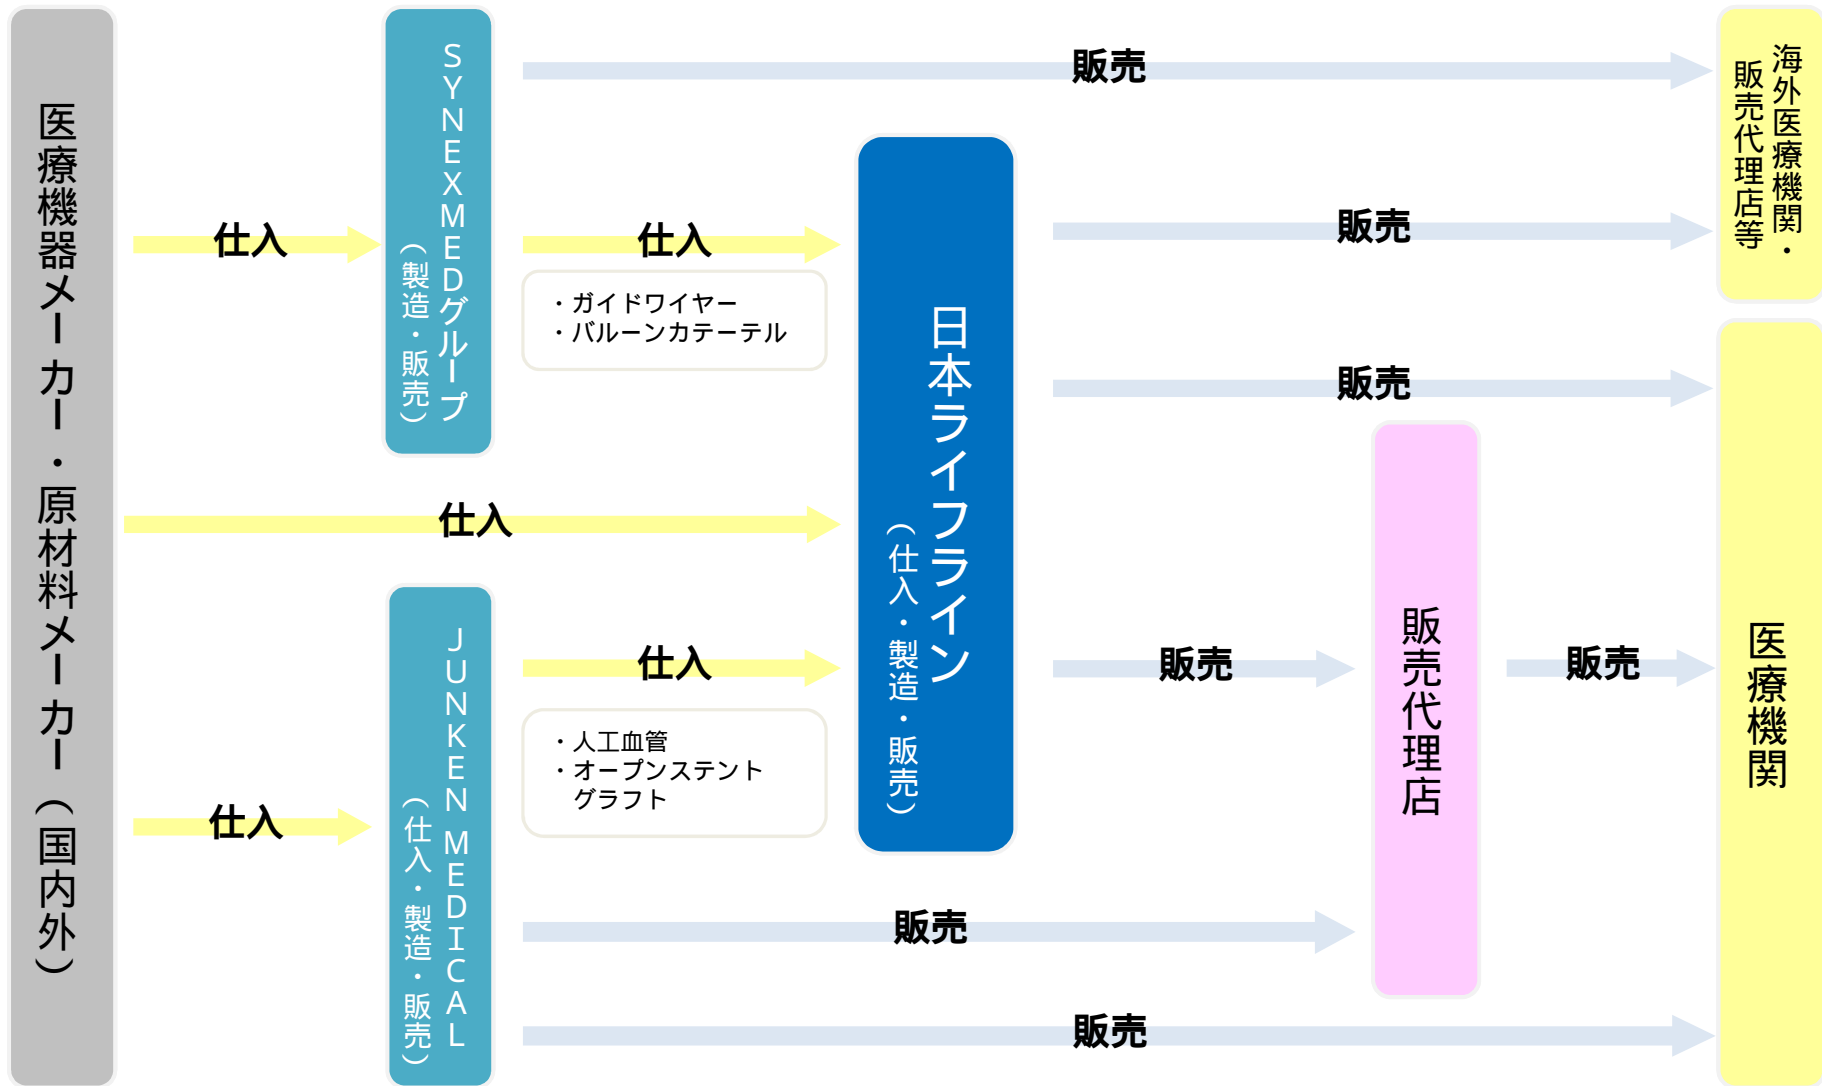 医療機器メーカー・原材料メーカー（国内外）
仕入
仕入
仕入
SYNEXMEDグループ
（製造・販売）
JUNKEN MEDICAL
（仕入・製造・販売）
販売
仕入
・ガイドワイヤー
・バルーンカテーテル
仕入
・人工血管
・オープンステント
グラフト
販売
販売
日本ライフライン
（仕入・製造・販売）
販売
販売
販売
販売代理店
販売
海外医療機関・
販売代理店等
医療機関